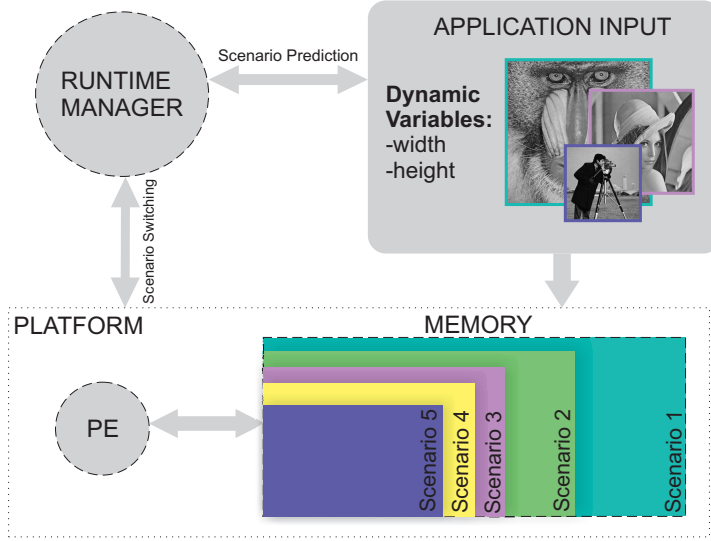 APPLICATION INPUT
Scenario Prediction
RUNTIME
MANAGER
Dynamic
Variables:
-width
-height
Scenario Switching
PLATFORM
MEMORY
PE
Scenario 5
Scenario 4
Scenario 3
Scenario 2
Scenario 1